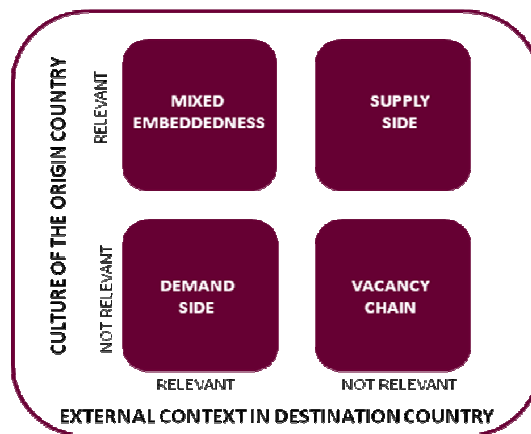 CULTURE OF THE ORIGIN COUNTRY
RELEVANT
MIXED
EMBEDDEDNESS
SUPPLY
SIDE
NOT RELEVANT
DEMAND
SIDE
VACANCY
CHAIN
RELEVANT
NOT RELEVANT
EXTERNAL CONTEXT IN DESTINATION COUNTRY